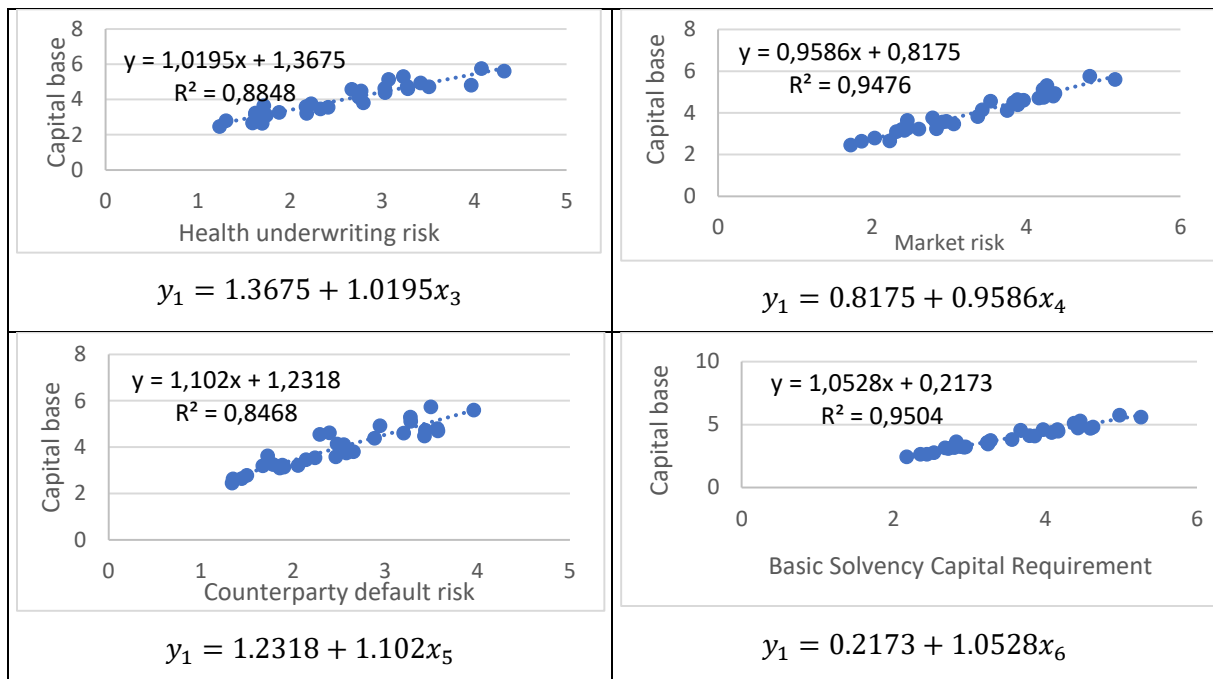 8
6
4
2
0
Capital base
y = 1,0195x + 1,3675
R² = 0,8848
0 1 2 3 4 5
Health underwriting risk
y₁ = 1.3675 + 1.0195x₃
8
6
4
2
0
Capital base
y = 0,9586x + 0,8175
R² = 0,9476
0 2 4 6
Market risk
y₁ = 0.8175 + 0.9586x₄
8
6
4
2
0
Capital base
y = 1,102x + 1,2318
R² = 0,8468
0 1 2 3 4 5
Counterparty default risk
y₁ = 1.2318 + 1.102x₅
10
5
0
Capital base
y = 1,0528x + 0,2173
R² = 0,9504
0 2 4 6
Basic Solvency Capital Requirement
y₁ = 0.2173 + 1.0528x₆